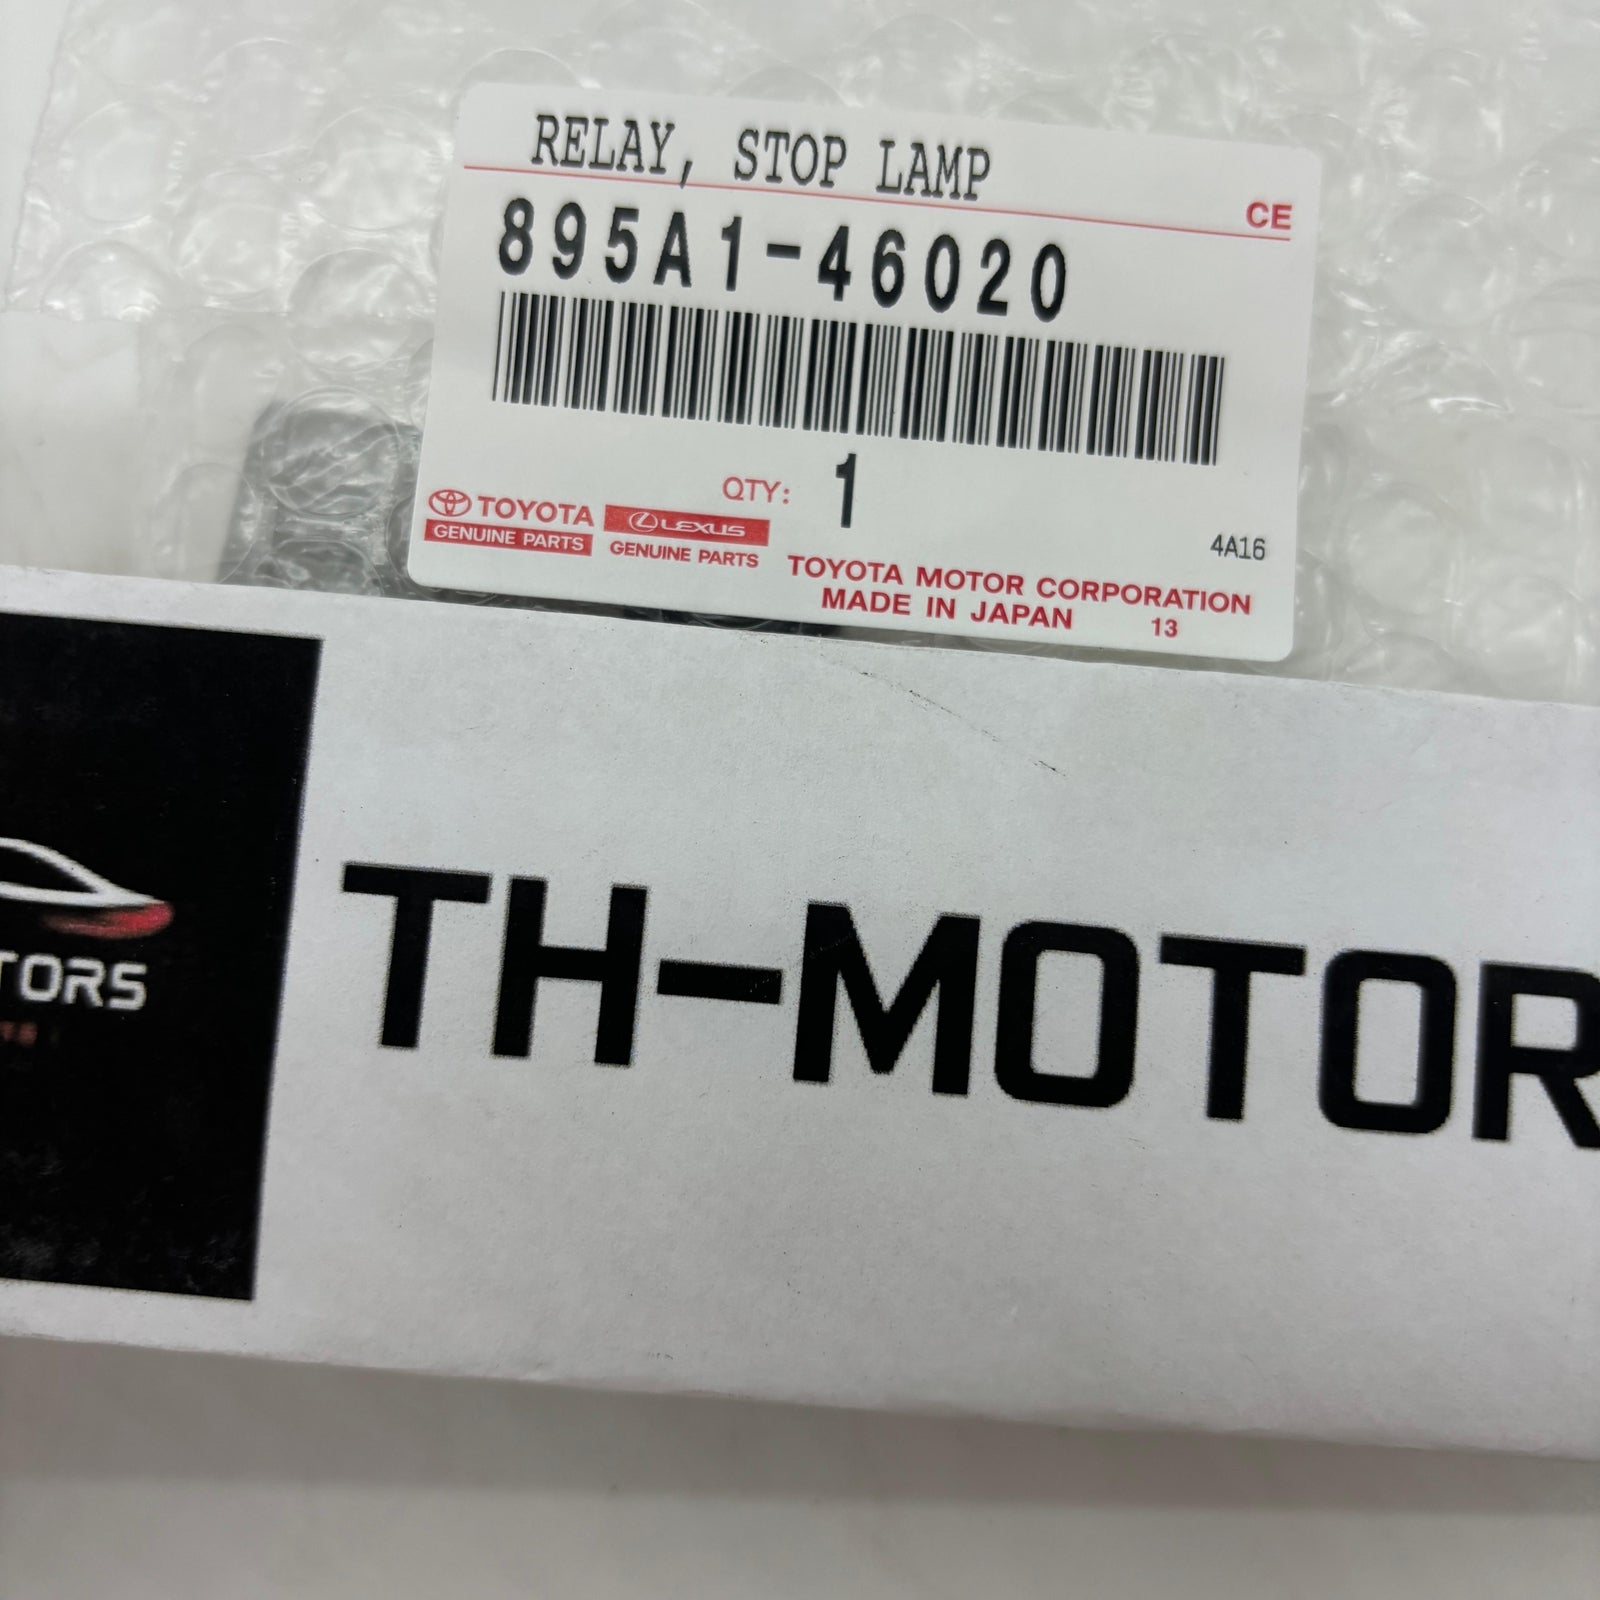 RELAY, STOP LAMP
CE
895A1-46020
QTY: 1
TOYOTA
GENUINE PARTS
LEXUS
GENUINE PARTS
4A16
TOYOTA MOTOR CORPORATION
MADE IN JAPAN 13
TH-MOTOR
TORS